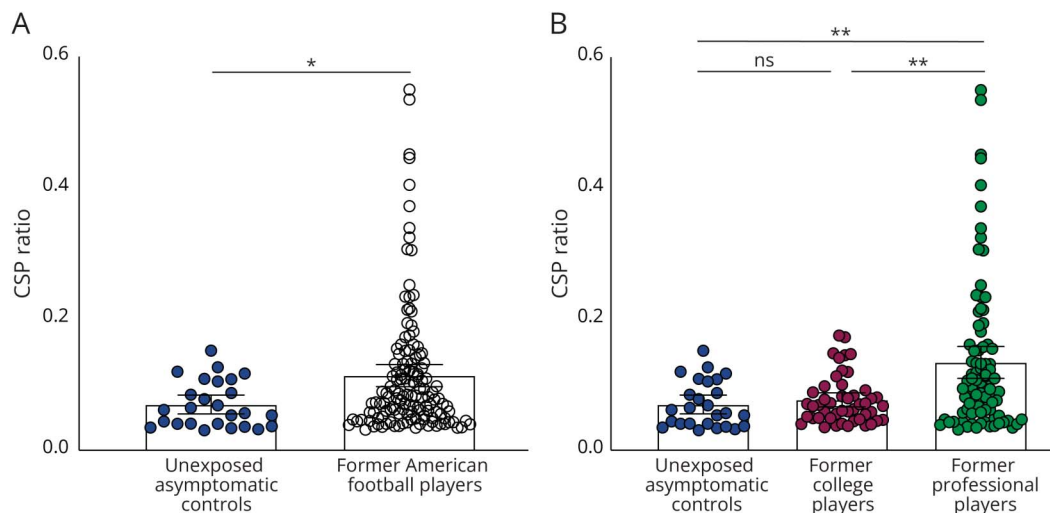 A
CSP ratio
0.6
0.4
0.2
0.0
*
Unexposed
asymptomatic
controls
Former American
football players
B
CSP ratio
0.6
0.4
0.2
0.0
**
ns
**
Unexposed
asymptomatic
controls
Former
college
players
Former
professional
players